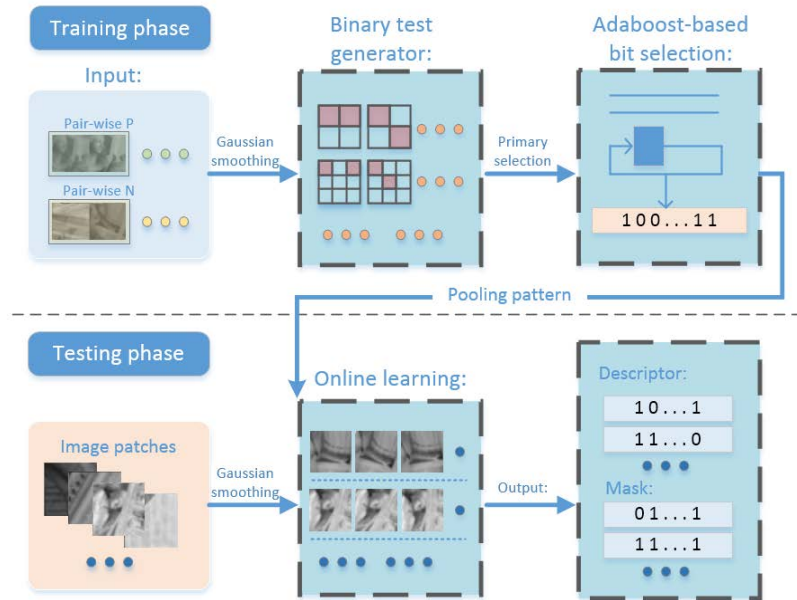 Training phase
Input:
Pair-wise P
Pair-wise N
Gaussian
smoothing
Binary test
generator:
Primary
selection
Adaboost-based
bit selection:
100...11
Pooling pattern
Testing phase
Image patches
Gaussian
smoothing
Online learning:
Output:
Descriptor:
10...1
11...0
Mask:
01...1
11...1